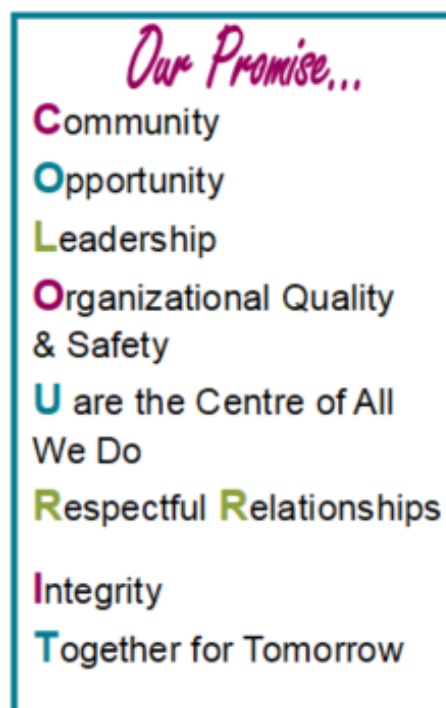 Our Promise...
Community
Opportunity
Leadership
Organizational Quality
& Safety
U are the Centre of All
We Do
Respectful Relationships
Integrity
Together for Tomorrow